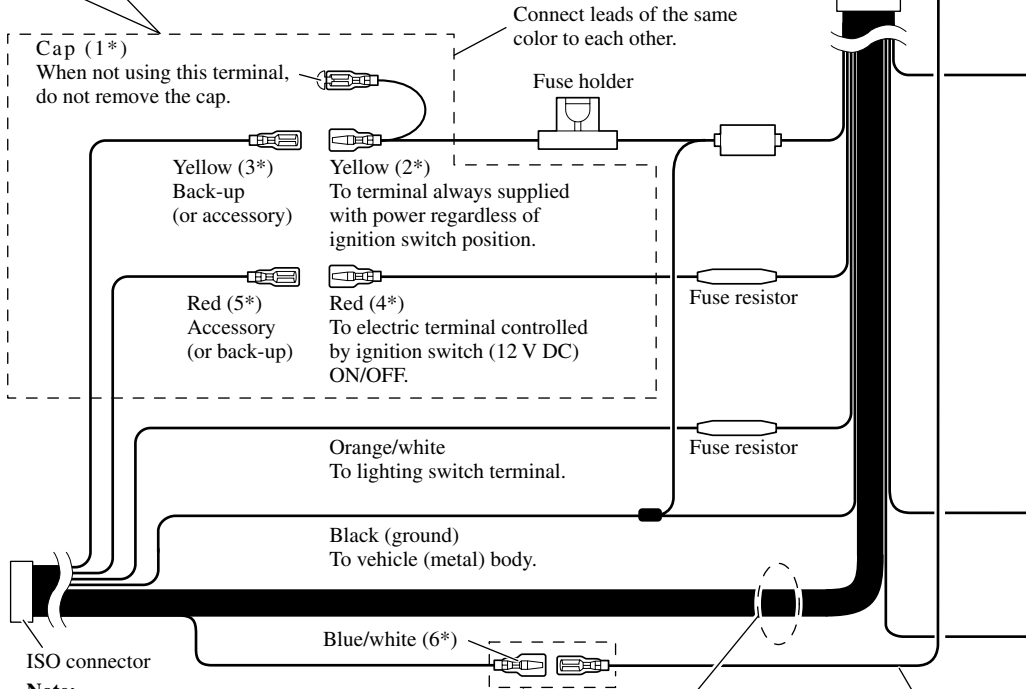 Connect leads of the same
color to each other.
Cap (1*)
When not using this terminal,
do not remove the cap.
Fuse holder
Yellow (3*)
Back-up
(or accessory)
Yellow (2*)
To terminal always supplied
with power regardless of
ignition switch position.
Red (5*)
Accessory
(or back-up)
Red (4*)
To electric terminal controlled
by ignition switch (12 V DC)
ON/OFF.
Fuse resistor
Orange/white
To lighting switch terminal.
Fuse resistor
Black (ground)
To vehicle (metal) body.
Blue/white (6*)
ISO connector
Note: